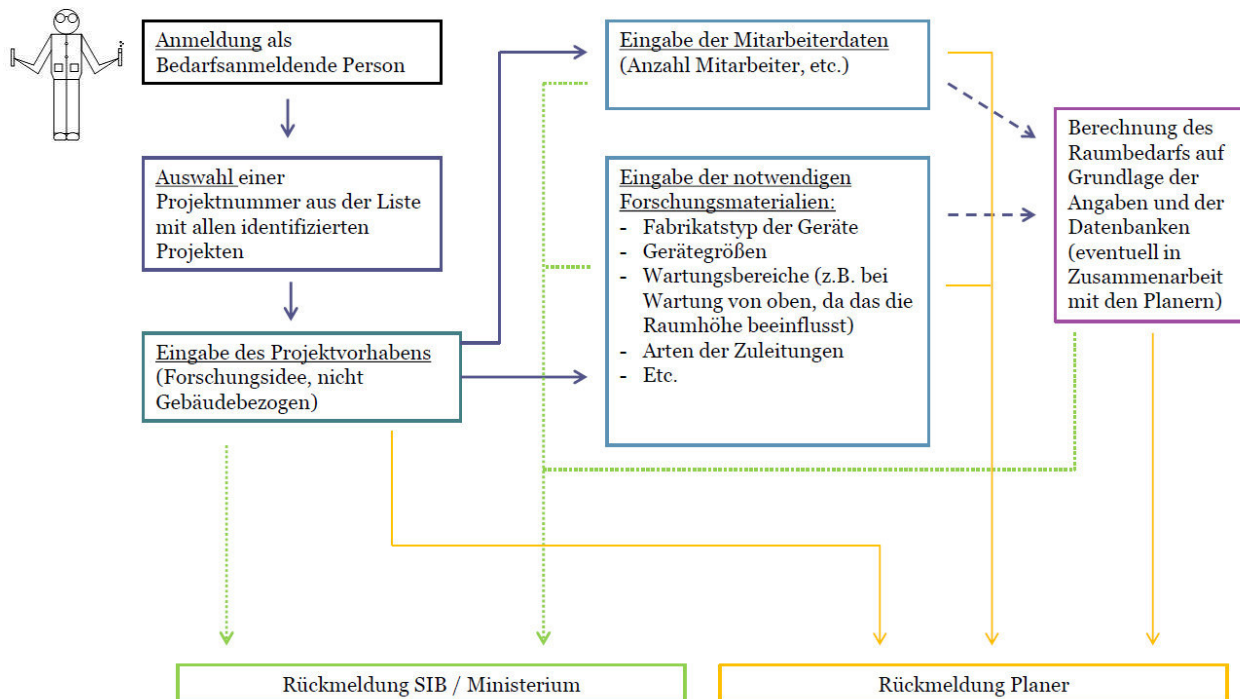 Anmeldung als
Bedarfsanmeldende Person
Auswahl einer
Projektnummer aus der Liste
mit allen identifizierten
Projekten
Eingabe des Projektvorhabens
(Forschungsidee, nicht
Gebäudebezogen)
Eingabe der Mitarbeiterdaten
(Anzahl Mitarbeiter, etc.)
Eingabe der notwendigen
Forschungsmaterialien:
- Fabrikatstyp der Geräte
- Gerätegrößen
- Wartungsbereiche (z.B. bei
Wartung von oben, da das die
Raumhöhe beeinflusst)
- Arten der Zuleitungen
- Etc.
Berechnung des
Raumbedarfs auf
Grundlage der
Angaben und der
Datenbanken
(eventuell in
Zusammenarbeit
mit den Planern)
Rückmeldung SIB / Ministerium
Rückmeldung Planer